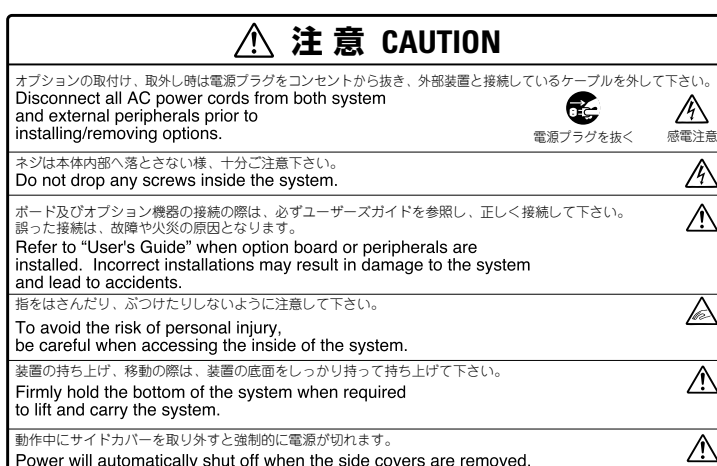 注意 CAUTION
オプションの取付け、取外し時は電源プラグをコンセントから抜き、外部装置と接続しているケーブルを外して下さい。
Disconnect all AC power cords from both system
and external peripherals prior to
installing/removing options.
電源プラグを抜く 感電注意
ネジは本体内部へ落とさない様、十分ご注意下さい。
Do not drop any screws inside the system.
ボード及びオプション機器の接続の際は、必ずユーザーズガイドを参照し、正しく接続して下さい。
誤った接続は、故障や火災の原因となります。
Refer to “User's Guide” when option board or peripherals are
installed. Incorrect installations may result in damage to the system
and lead to accidents.
指をはさんだり、ぶつけたりしないように注意して下さい。
To avoid the risk of personal injury,
be careful when accessing the inside of the system.
装置の持ち上げ、移動の際は、装置の底面をしっかり持って持ち上げて下さい。
Firmly hold the bottom of the system when required
to lift and carry the system.
動作中にサイドカバーを取り外すと強制的に電源が切れます。
Power will automatically shut off when the side covers are removed.